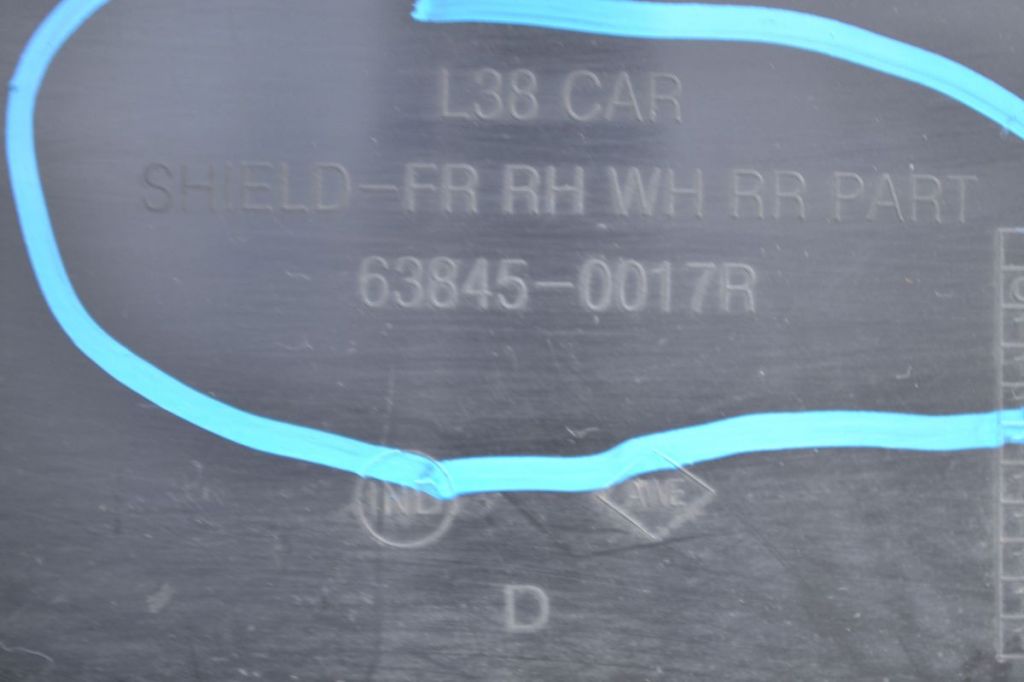 L38 CAR
SHIELD-FR RH WH RR PART
63845-0017R
IND
D